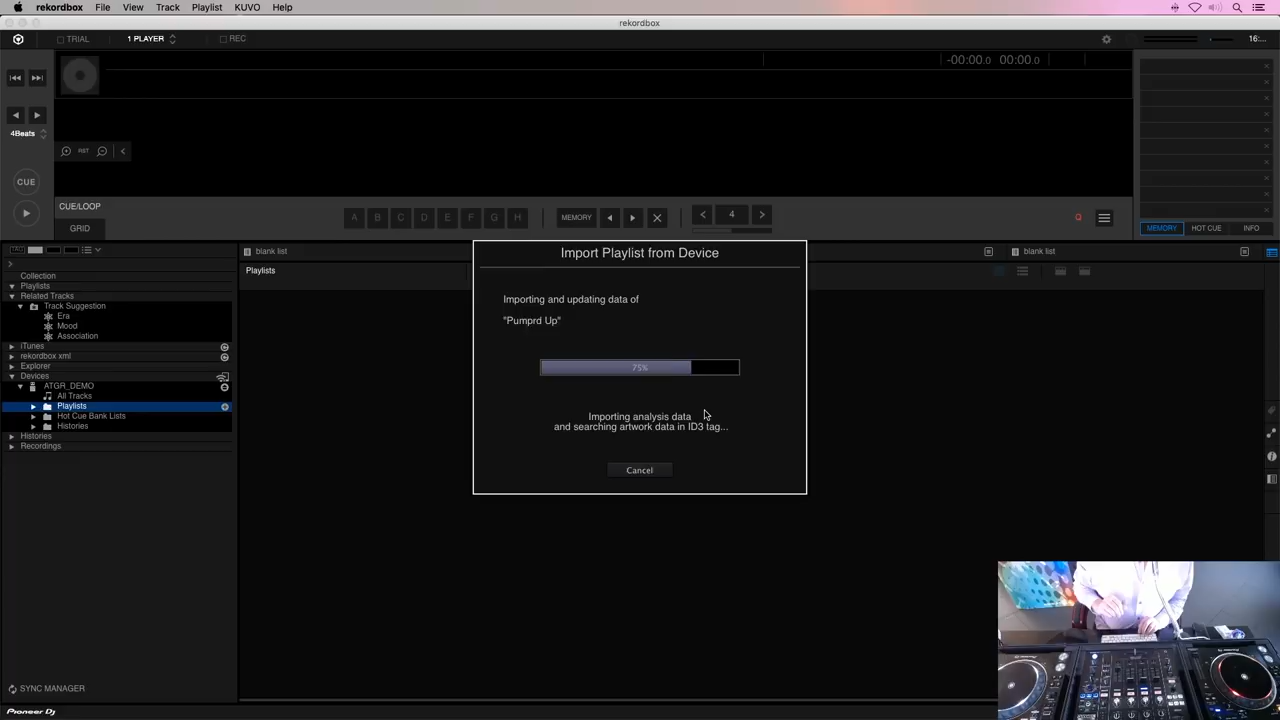 rekordbox File View Track Playlist KUVO Help
rekordbox
TRIAL 1 PLAYER REC 16:...
-00:00.0 00:00.0
4Beats
RST
CUE
CUE/LOOP
GRID
A B C D E F G H MEMORY 4 Q
MEMORY HOT CUE INFO
blank list
blank list
Playlists
Collection
Playlists
Related Tracks
Track Suggestion
Era
Mood
Association
iTunes
rekordbox xml
Explorer
Devices
ATGR_DEMO
All Tracks
Playlists
Hot Cue Bank Lists
Histories
Histories
Recordings
Import Playlist from Device
Importing and updating data of
"Pumprd Up"
75%
Importing analysis data
and searching artwork data in ID3 tag...
Cancel
SYNC MANAGER
Pioneer Dj